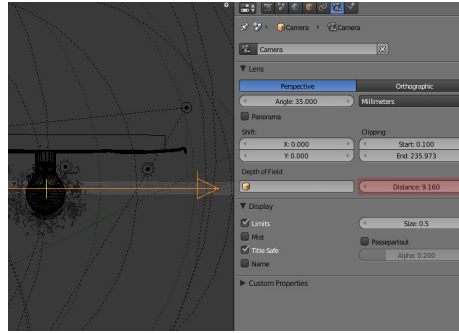 Camera Camera
Camera
Lens
Perspective Orthographic
Angle: 35.000 Millimeters
Panorama
Shift: Clipping:
X: 0.000 Start: 0.100
Y: 0.000 End: 235.973
Depth of Field:
Distance: 9.160
Display
Limits Size: 0.5
Mist Passepartout
Title Safe Alpha: 0.200
Name
Custom Properties